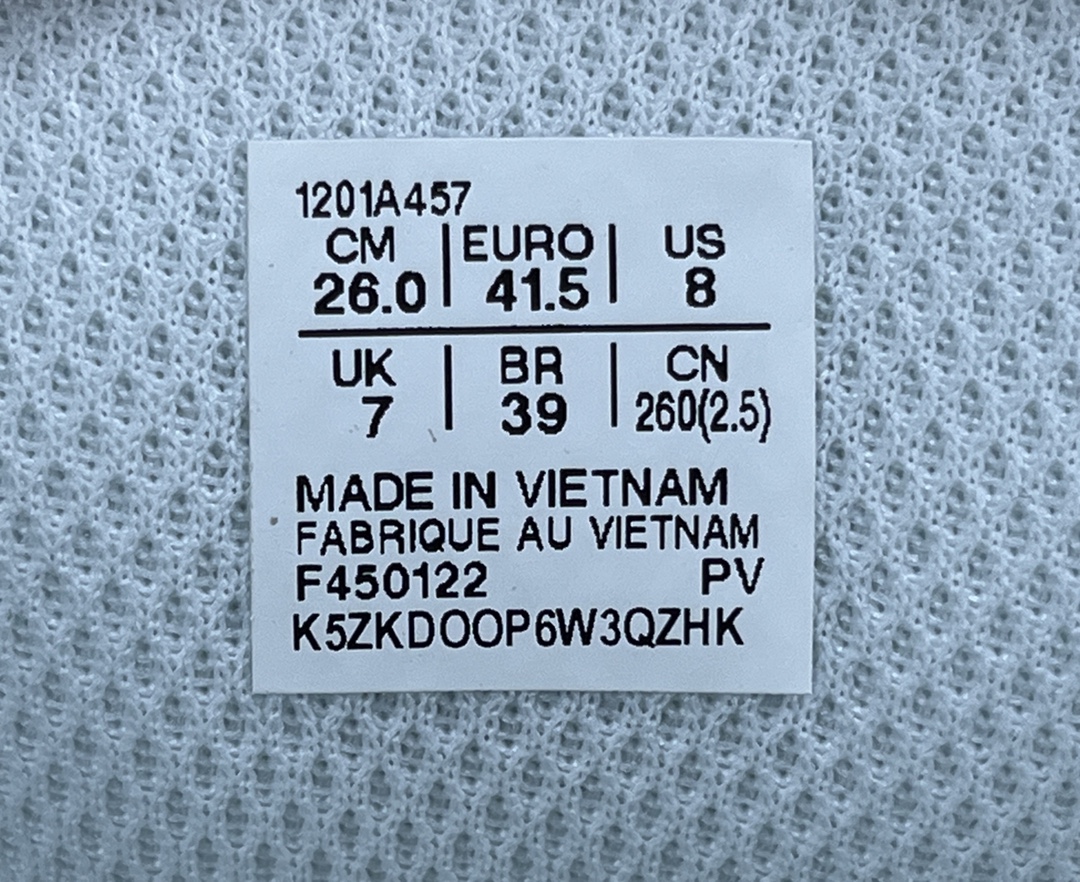 1201A457
CM | EURO | US
26.0 | 41.5 | 8
UK | BR | CN
7 | 39 | 260(2.5)
MADE IN VIETNAM
FABRIQUE AU VIETNAM
F450122 PV
K5ZKDOOP6W3QZHK